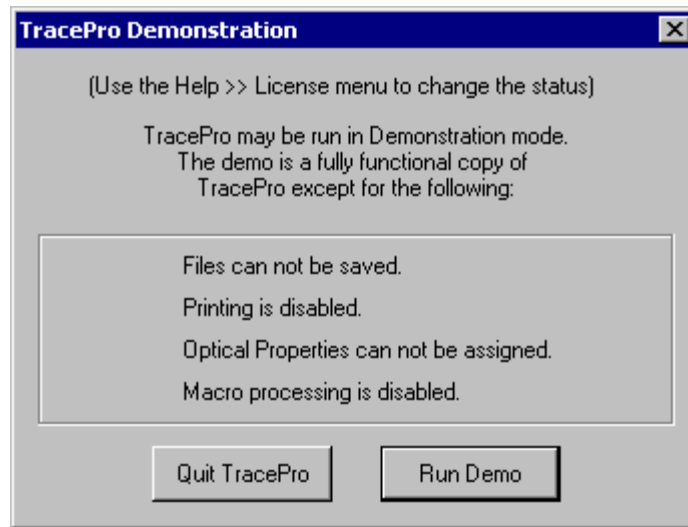 TracePro Demonstration
(Use the Help >> License menu to change the status)
TracePro may be run in Demonstration mode.
The demo is a fully functional copy of
TracePro except for the following:
Files can not be saved.
Printing is disabled.
Optical Properties can not be assigned.
Macro processing is disabled.
Quit TracePro
Run Demo